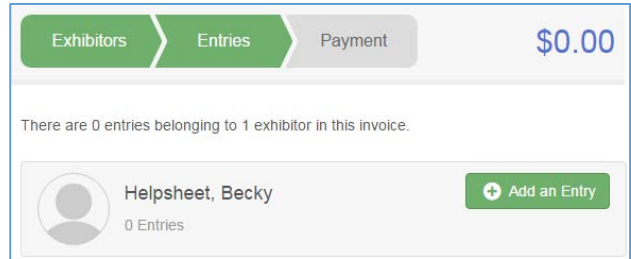 Exhibitors Entries Payment $0.00
There are 0 entries belonging to 1 exhibitor in this invoice.
Helpsheet, Becky Add an Entry
0 Entries